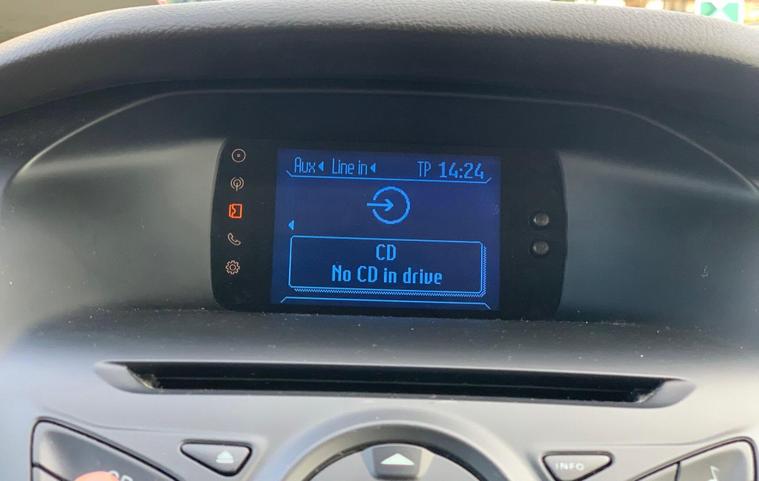 Aux Line in TP 14:24
CD
No CD in drive
INFO